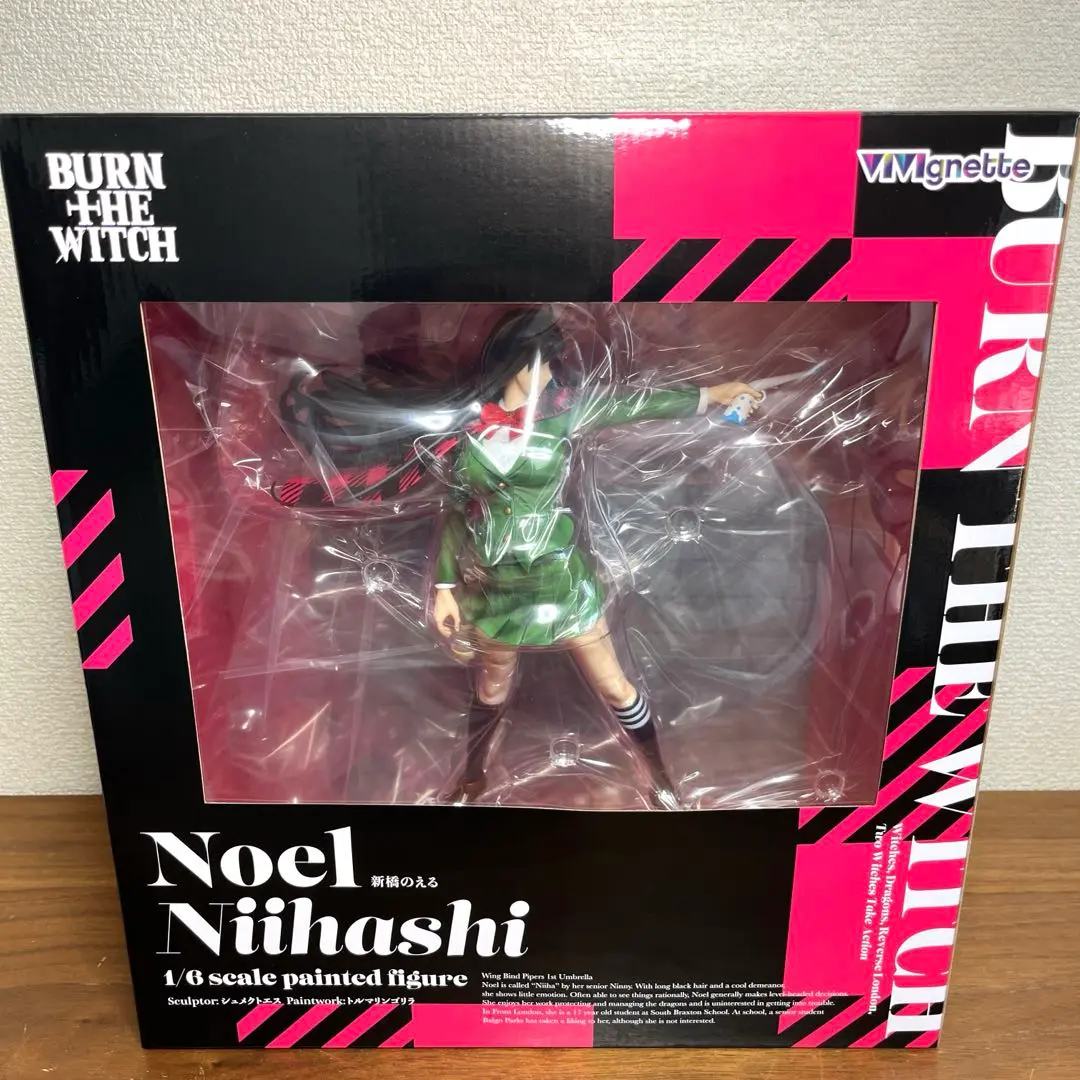 BURN
THE
WITCH
VIVIgnette
BURN THE WITCH
Witches, Dragons, Reverse London,
Two Witches Take Action
Noel 新橋のえる
Niihashi
1/6 scale painted figure
Sculptor: シュメクトエス Paintwork: トルマリンゴリラ
Wing Bind Pipers 1st Umbrella
Noel is called "Niiha" by her senior Ninny. With long black hair and a cool demeanor,
she shows little emotion. Often able to see things rationally, Noel generally makes level-headed decisions.
She enjoys her work protecting and managing the dragons and is uninterested in getting into trouble.
In Front London, she is a 17 year old student at South Braxton School. At school, a senior student
Balgo Parks has taken a liking to her, although she is not interested.